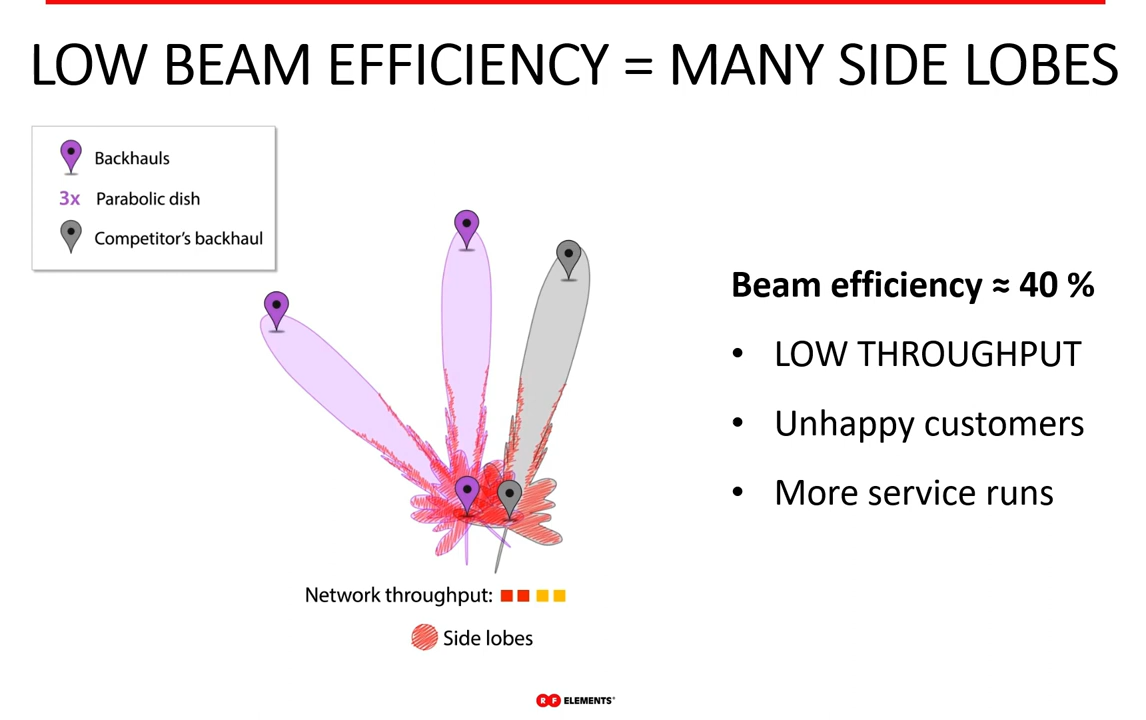 LOW BEAM EFFICIENCY = MANY SIDE LOBES
Backhauls
3x Parabolic dish
Competitor's backhaul
Beam efficiency ≈ 40 %
• LOW THROUGHPUT
• Unhappy customers
• More service runs
Network throughput:
Side lobes
RF ELEMENTS